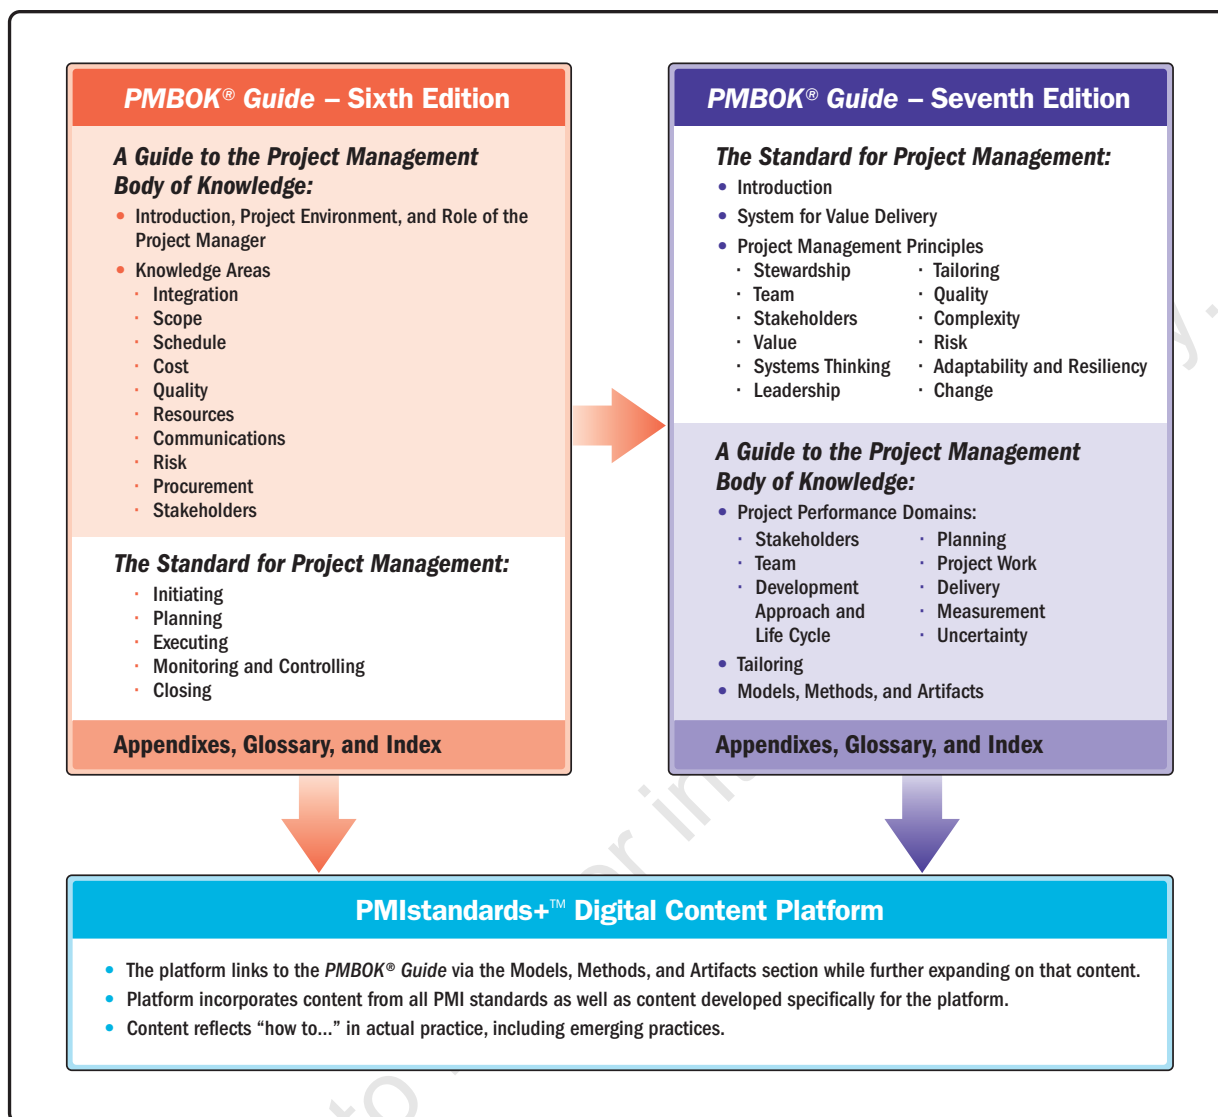 PMBOK® Guide – Sixth Edition
A Guide to the Project Management
Body of Knowledge:
• Introduction, Project Environment, and Role of the
Project Manager
• Knowledge Areas
· Integration
· Scope
· Schedule
· Cost
· Quality
· Resources
· Communications
· Risk
· Procurement
· Stakeholders
The Standard for Project Management:
· Initiating
· Planning
· Executing
· Monitoring and Controlling
· Closing
Appendixes, Glossary, and Index
PMBOK® Guide – Seventh Edition
The Standard for Project Management:
• Introduction
• System for Value Delivery
• Project Management Principles
· Stewardship
· Team
· Stakeholders
· Value
· Systems Thinking
· Leadership
· Tailoring
· Quality
· Complexity
· Risk
· Adaptability and Resiliency
· Change
A Guide to the Project Management
Body of Knowledge:
• Project Performance Domains:
· Stakeholders
· Team
· Development
Approach and
Life Cycle
· Planning
· Project Work
· Delivery
· Measurement
· Uncertainty
• Tailoring
• Models, Methods, and Artifacts
Appendixes, Glossary, and Index
PMIstandards+™ Digital Content Platform
• The platform links to the PMBOK® Guide via the Models, Methods, and Artifacts section while further expanding on that content.
• Platform incorporates content from all PMI standards as well as content developed specifically for the platform.
• Content reflects “how to...” in actual practice, including emerging practices.